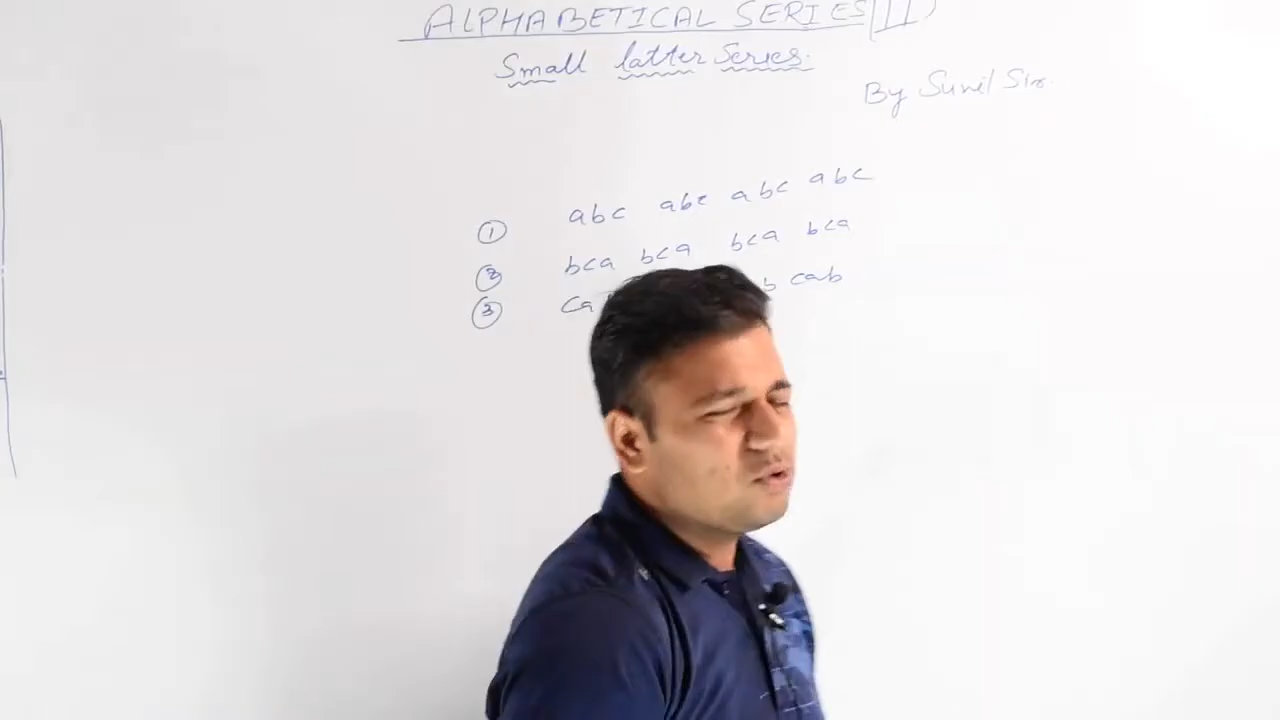 ALPHABETICAL SERIES (II)
Small latter Series.
By Sunil Sir
① abc abc abc abc
② bca bca bca bca
③ ca b cab